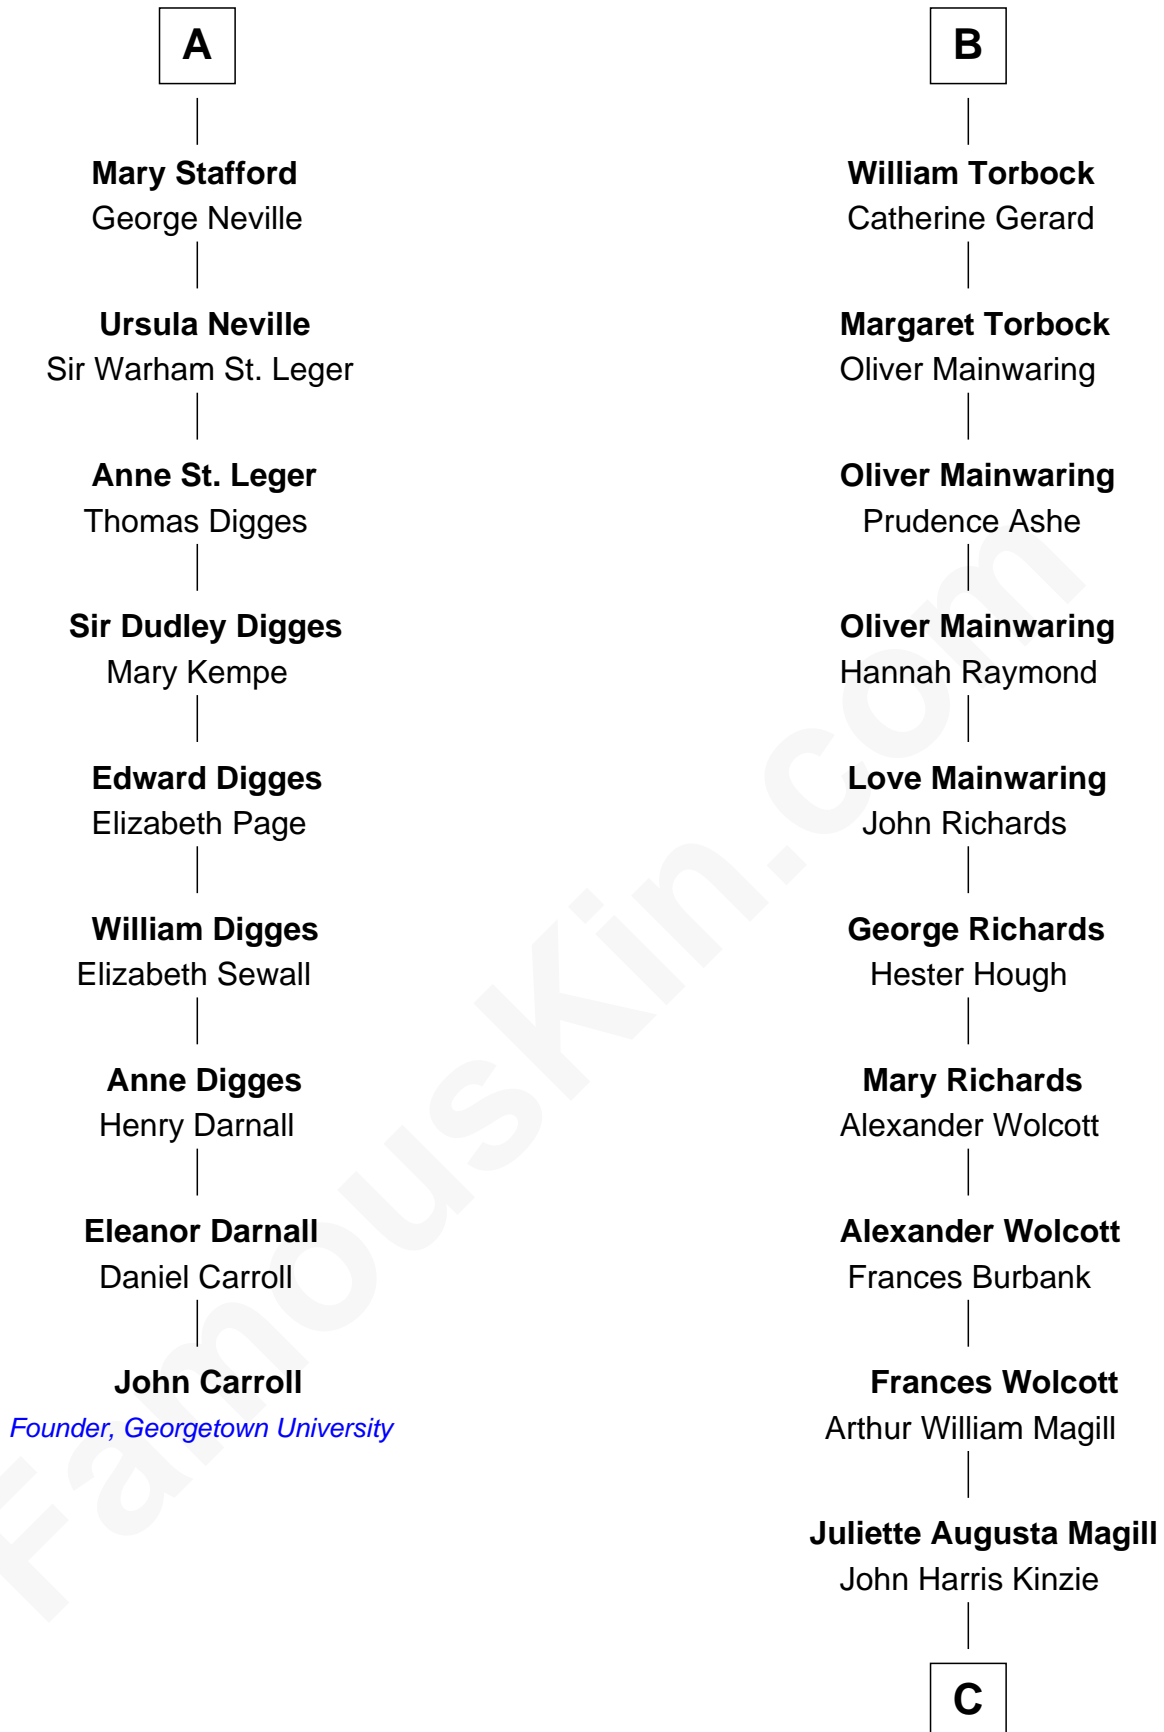 A
Mary Stafford
George Neville
Ursula Neville
Sir Warham St. Leger
Anne St. Leger
Thomas Digges
Sir Dudley Digges
Mary Kempe
Edward Digges
Elizabeth Page
William Digges
Elizabeth Sewall
Anne Digges
Henry Darnall
Eleanor Darnall
Daniel Carroll
John Carroll
Founder, Georgetown University
B
William Torbock
Catherine Gerard
Margaret Torbock
Oliver Mainwaring
Oliver Mainwaring
Prudence Ashe
Oliver Mainwaring
Hannah Raymond
Love Mainwaring
John Richards
George Richards
Hester Hough
Mary Richards
Alexander Wolcott
Alexander Wolcott
Frances Burbank
Frances Wolcott
Arthur William Magill
Juliette Augusta Magill
John Harris Kinzie
C
FamousKin.com